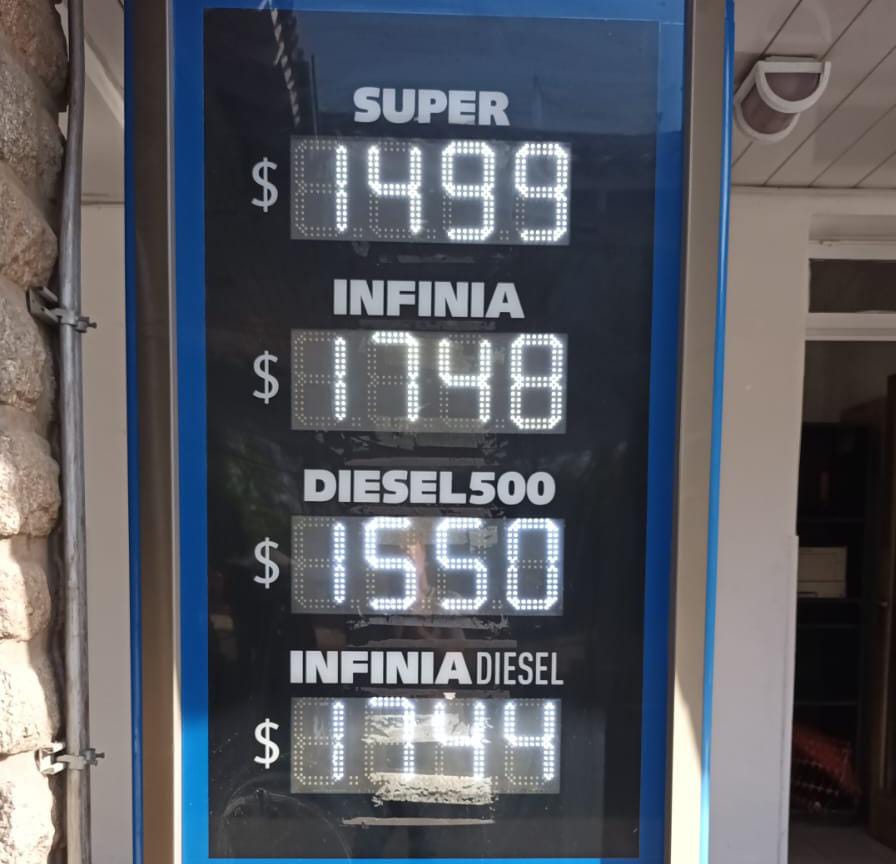 SUPER
$ 1499
INFINIA
$ 1748
DIESEL500
$ 1550
INFINIA DIESEL
$ 1744